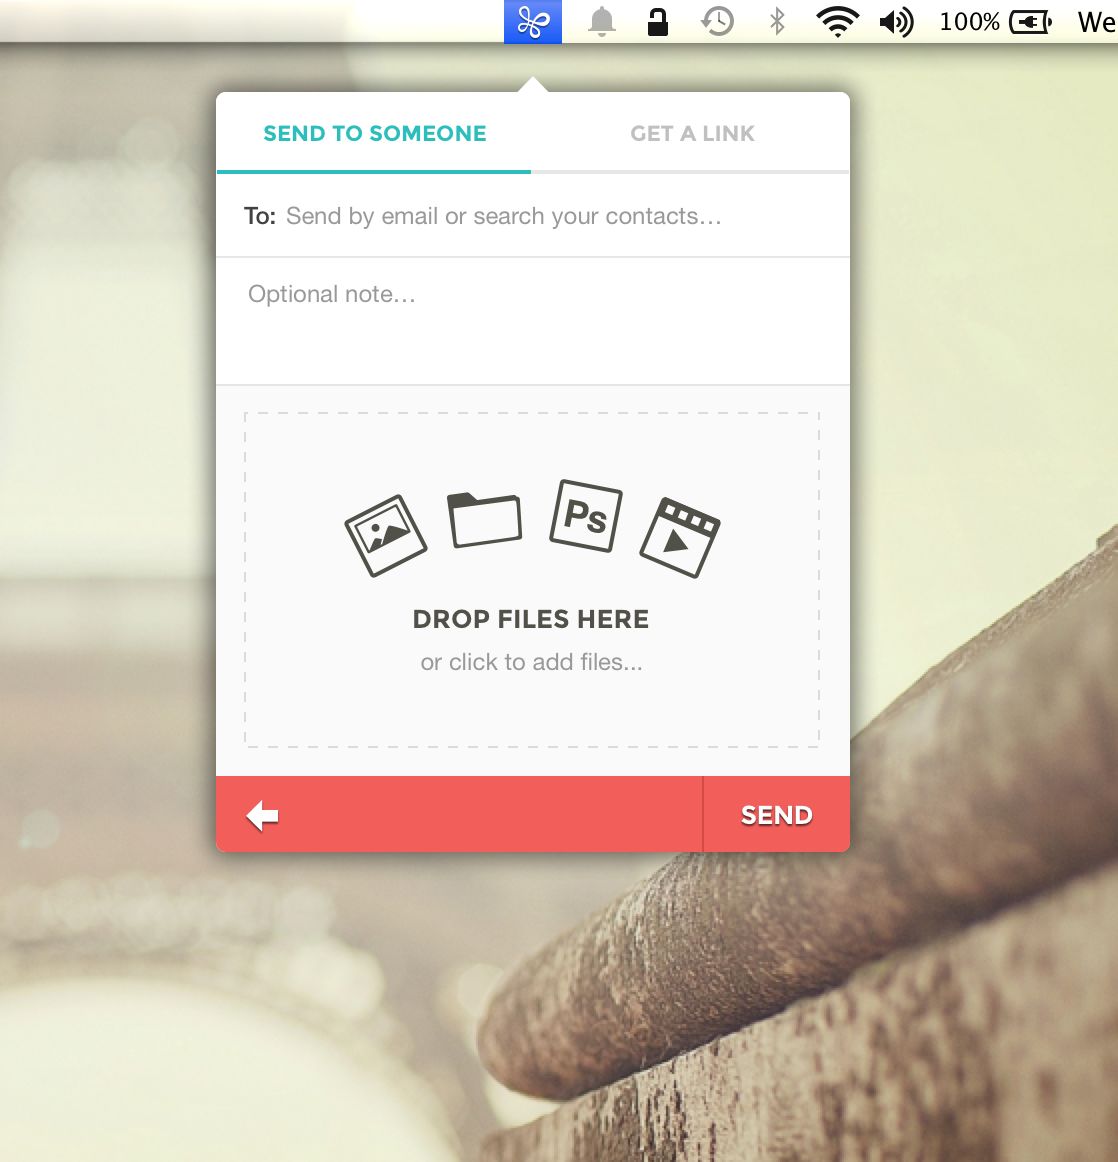 100% We
SEND TO SOMEONE GET A LINK
To: Send by email or search your contacts…
Optional note…
Ps
DROP FILES HERE
or click to add files...
SEND